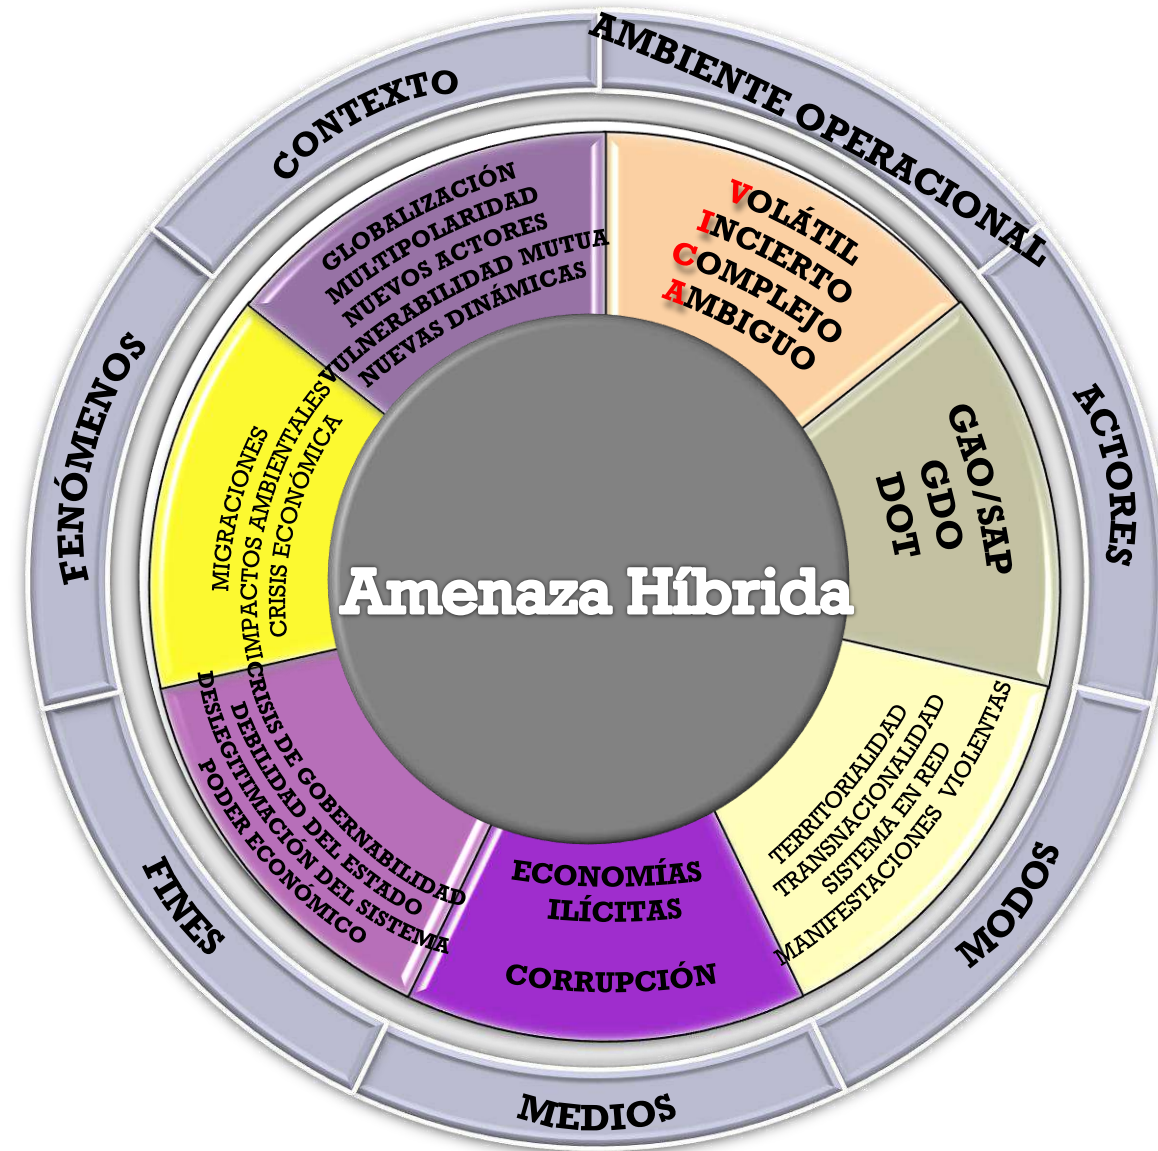 AMBIENTE OPERACIONAL
VOLÁTIL
INCIERTO
COMPLEJO
AMBIGUO
ACTORES
GAO/SAP
GDO
DOT
MODOS
TERRITORIALIDAD
TRANSNACIONALIDAD
SISTEMA EN RED
MANIFESTACIONES VIOLENTAS
MEDIOS
ECONOMÍAS
ILÍCITAS
CORRUPCIÓN
FINES
CRISIS DE GOBERNABILIDAD
DEBILIDAD DEL ESTADO
DESLEGITIMACIÓN DEL SISTEMA
PODER ECONÓMICO
FENÓMENOS
MIGRACIONES
IMPACTOS AMBIENTALES
CRISIS ECONÓMICA
CONTEXTO
GLOBALIZACIÓN
MULTIPOLARIDAD
NUEVOS ACTORES
VULNERABILIDAD MUTUA
NUEVAS DINÁMICAS
Amenaza Híbrida